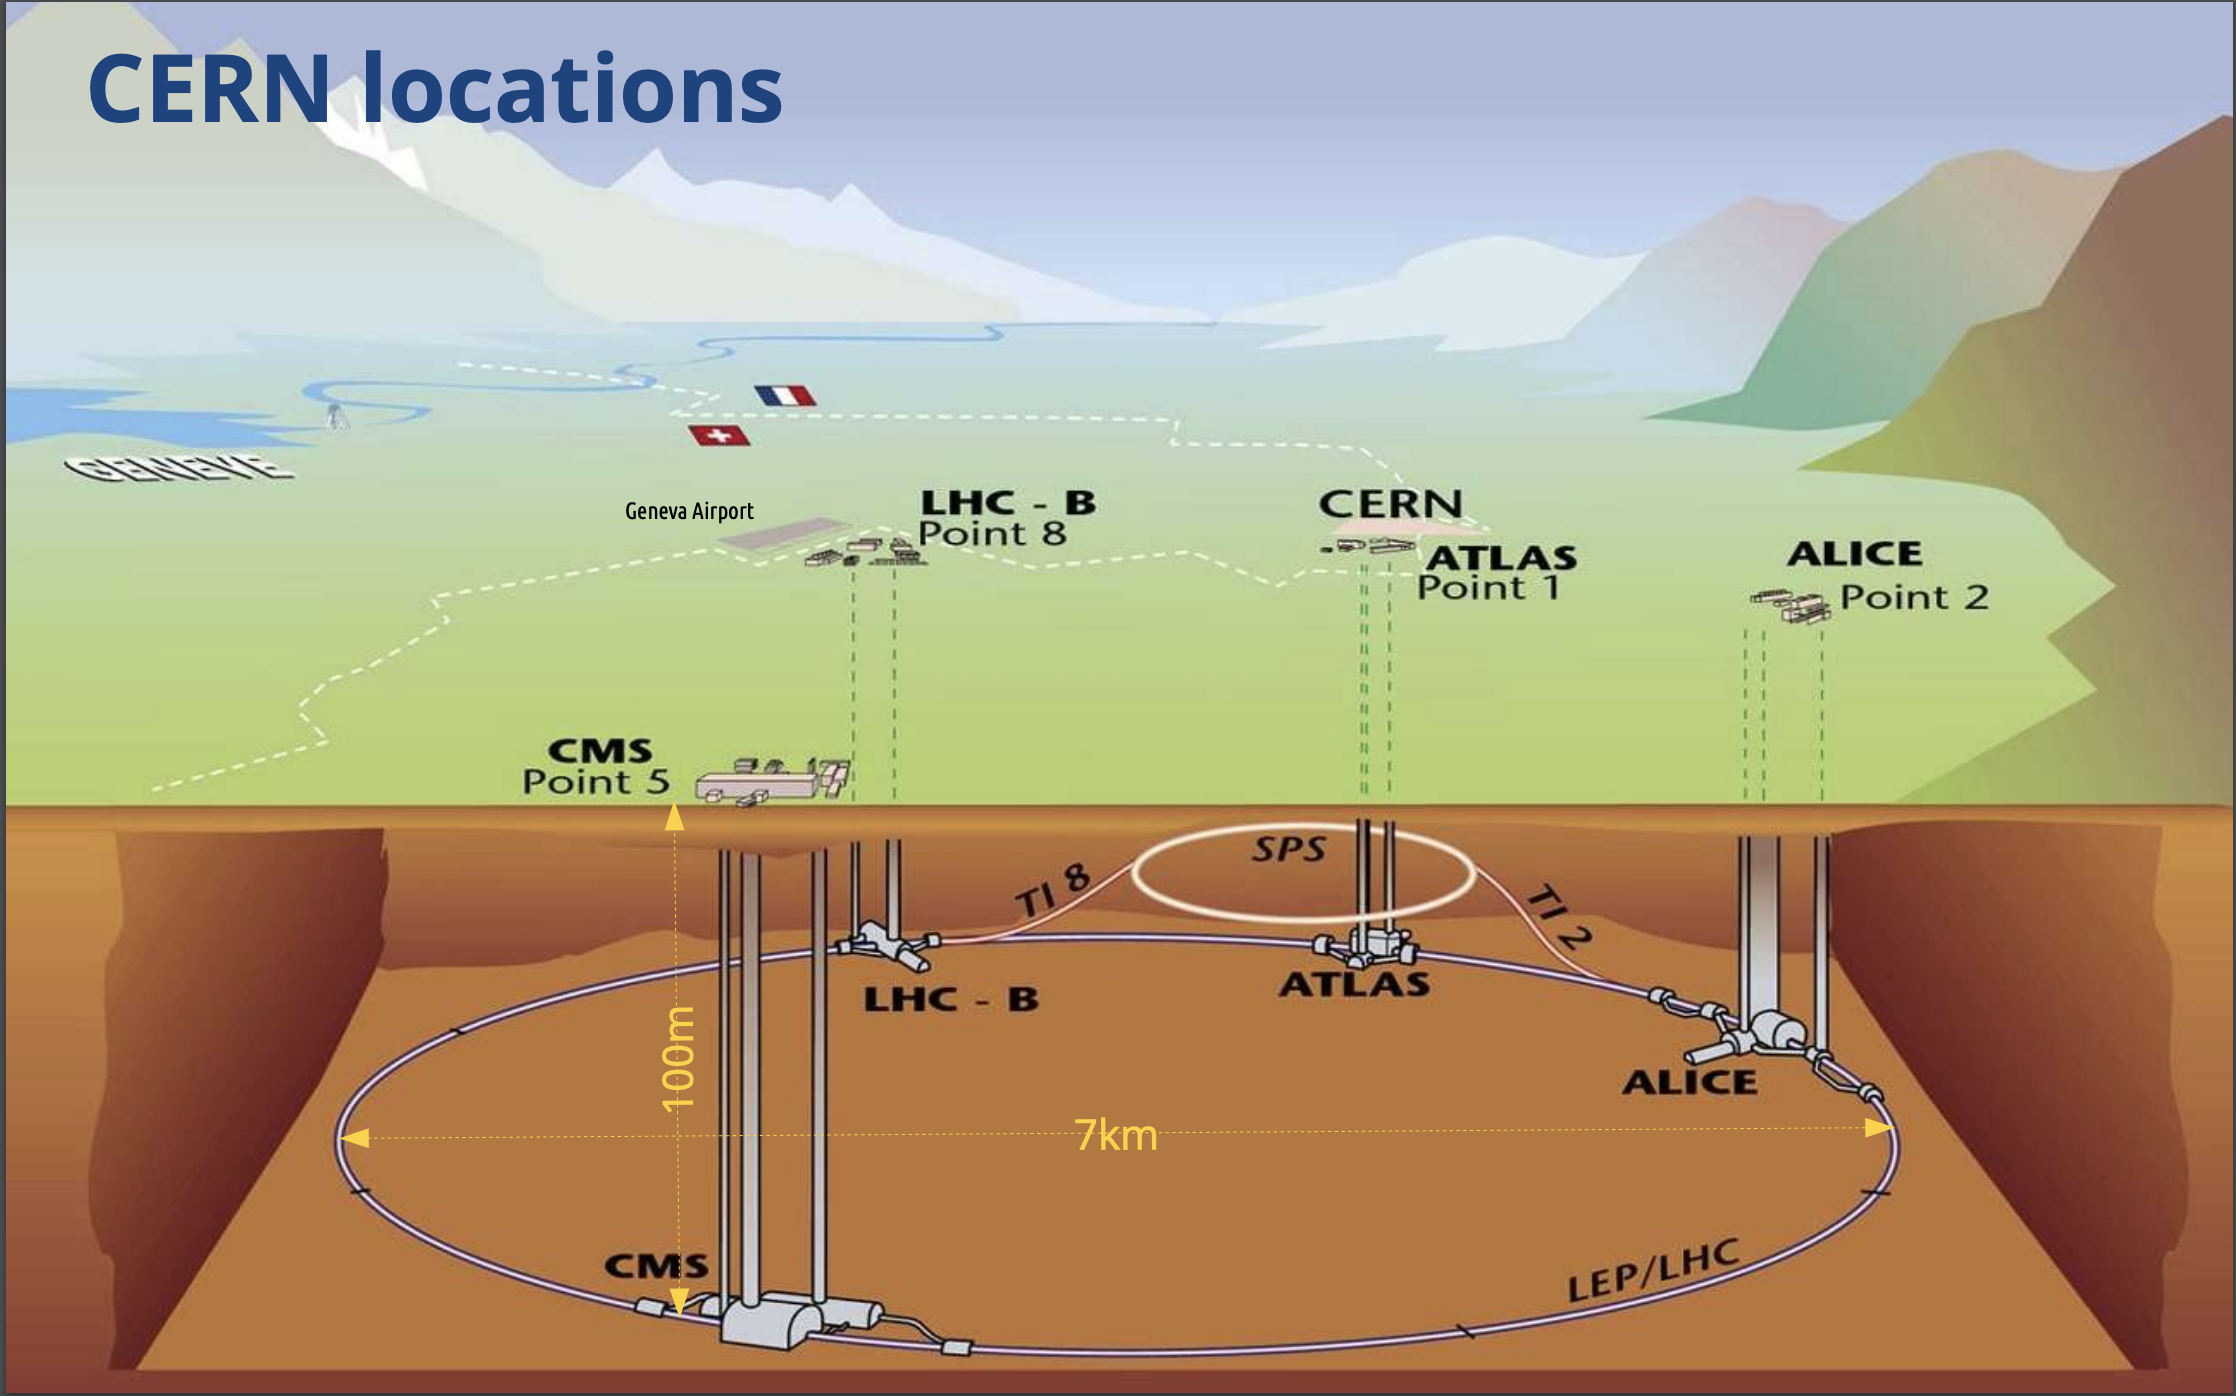 CERN locations
GENEVE
Geneva Airport
LHC - B
Point 8
CERN
ATLAS
Point 1
ALICE
Point 2
CMS
Point 5
SPS
TI 8
TI 2
LHC - B
ATLAS
ALICE
100m
7km
CMS
LEP/LHC